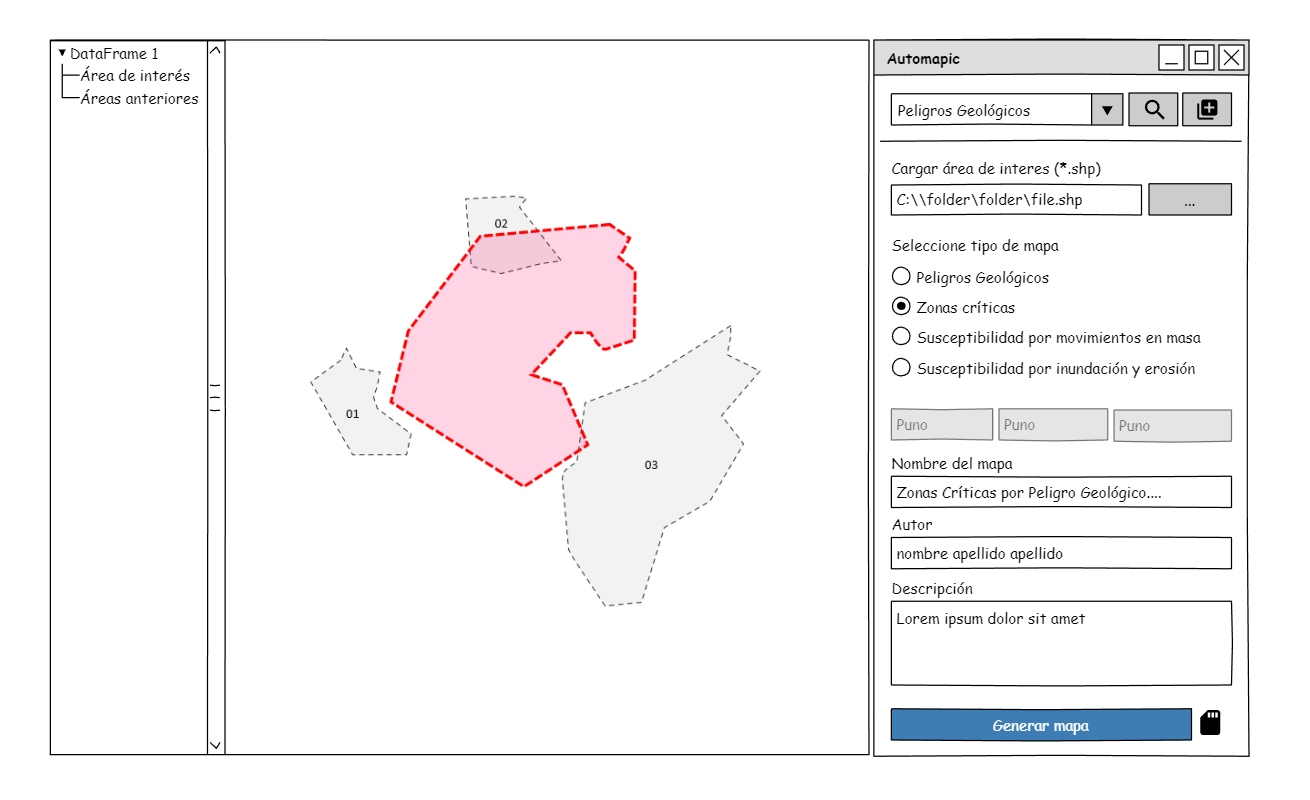 DataFrame 1
Área de interés
Áreas anteriores
02
01
03
Automapic
Peligros Geológicos
Cargar área de interes (*.shp)
C:\\folder\folder\file.shp
...
Seleccione tipo de mapa
Peligros Geológicos
Zonas críticas
Susceptibilidad por movimientos en masa
Susceptibilidad por inundación y erosión
Puno Puno Puno
Nombre del mapa
Zonas Críticas por Peligro Geológico....
Autor
nombre apellido apellido
Descripción
Lorem ipsum dolor sit amet
Generar mapa